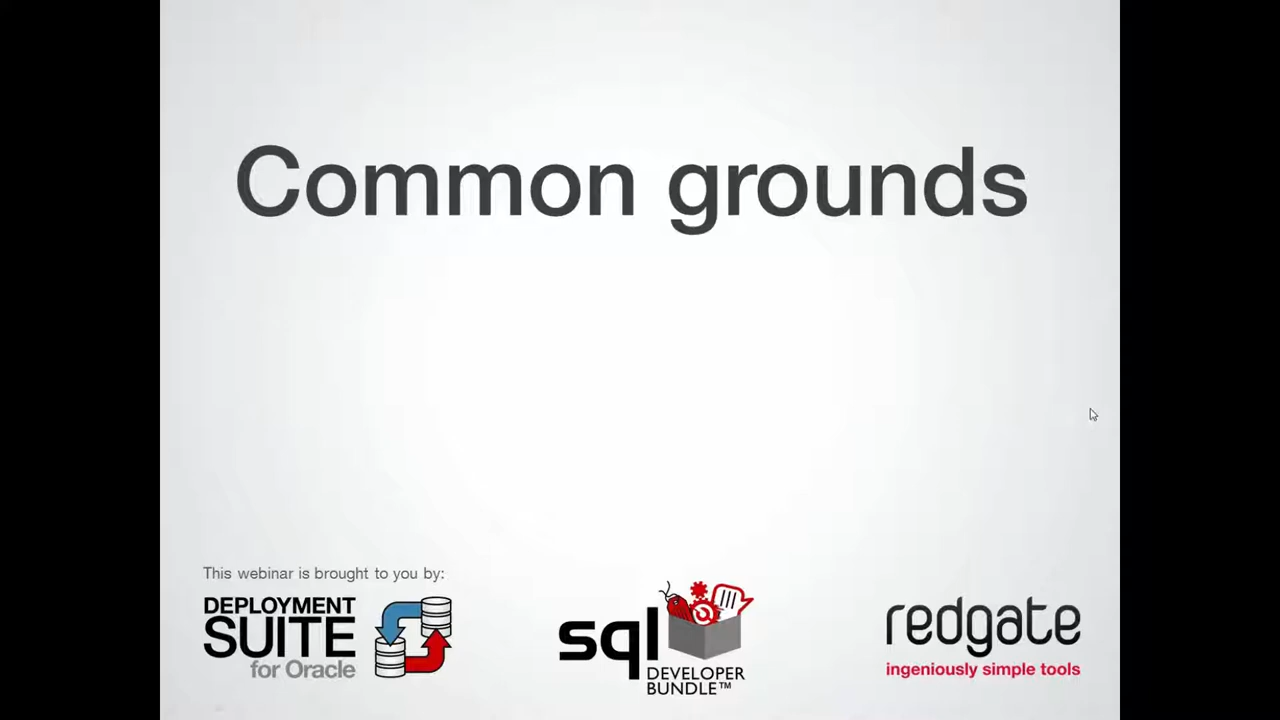 Common grounds
This webinar is brought to you by:
DEPLOYMENT
SUITE
for Oracle
sql
DEVELOPER
BUNDLE™
redgate
ingeniously simple tools